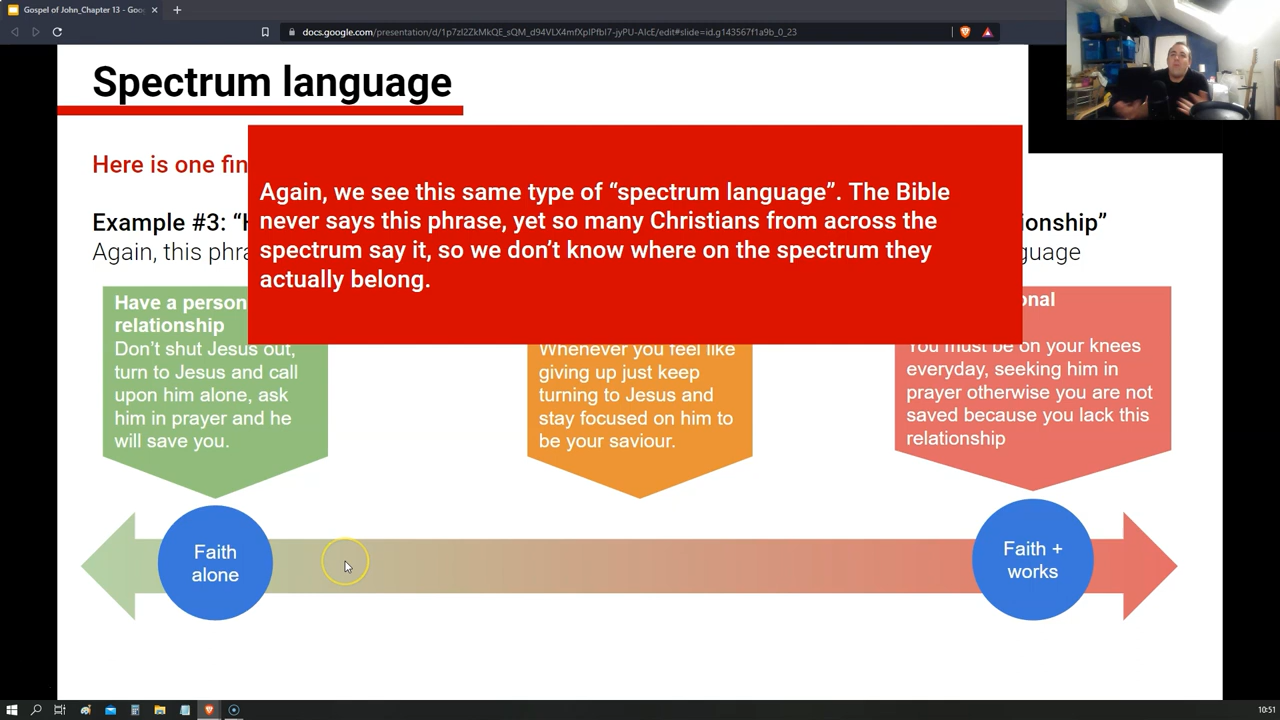 Gospel of John_Chapter 13 - Goo
docs.google.com/presentation/d/1p7zl2ZkMkQE_sQM_d94VLX4mfXplPfbI7-jyPU-AlcE/edit#slide=id.g143567f1a9b_0_23
Spectrum language
Here is one fin
Again, we see this same type of “spectrum language”. The Bible
never says this phrase, yet so many Christians from across the
spectrum say it, so we don’t know where on the spectrum they
actually belong.
Example #3: “H
onship”
Again, this phra
guage
Have a person
relationship
Don’t shut Jesus out,
turn to Jesus and call
upon him alone, ask
him in prayer and he
will save you.
Whenever you feel like
giving up just keep
turning to Jesus and
stay focused on him to
be your saviour.
onal
You must be on your knees
everyday, seeking him in
prayer otherwise you are not
saved because you lack this
relationship
Faith
alone
Faith +
works
10:51